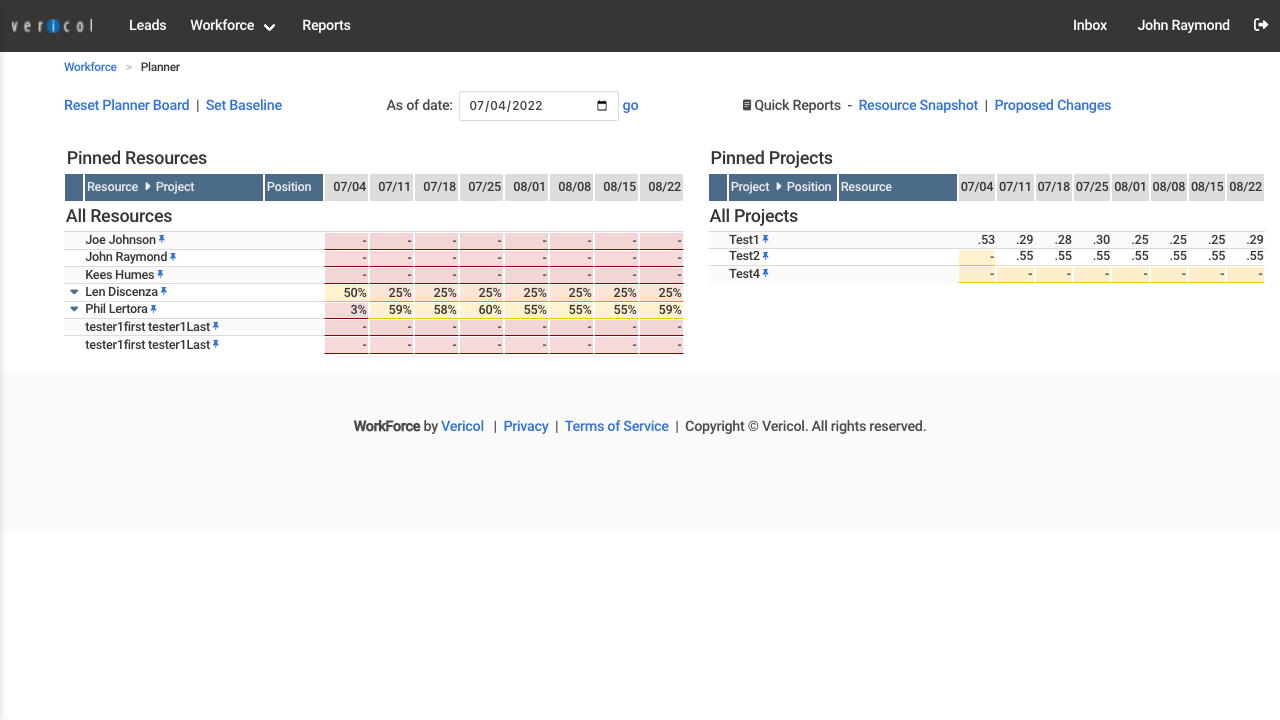 vericol Leads Workforce Reports Inbox John Raymond
Workforce > Planner
Reset Planner Board | Set Baseline As of date: 07/04/2022 go Quick Reports - Resource Snapshot | Proposed Changes
Pinned Resources
Resource Project Position 07/04 07/11 07/18 07/25 08/01 08/08 08/15 08/22
All Resources
Joe Johnson - - - - - - - -
John Raymond - - - - - - - -
Kees Humes - - - - - - - -
Len Discenza 50% 25% 25% 25% 25% 25% 25% 25%
Phil Lertora 3% 59% 58% 60% 55% 55% 55% 59%
tester1first tester1Last - - - - - - - -
tester1first tester1Last - - - - - - - -
Pinned Projects
Project Position Resource 07/04 07/11 07/18 07/25 08/01 08/08 08/15 08/22
All Projects
Test1 .53 .29 .28 .30 .25 .25 .25 .29
Test2 - .55 .55 .55 .55 .55 .55 .55
Test4 - - - - - - - -
WorkForce by Vericol | Privacy | Terms of Service | Copyright © Vericol. All rights reserved.